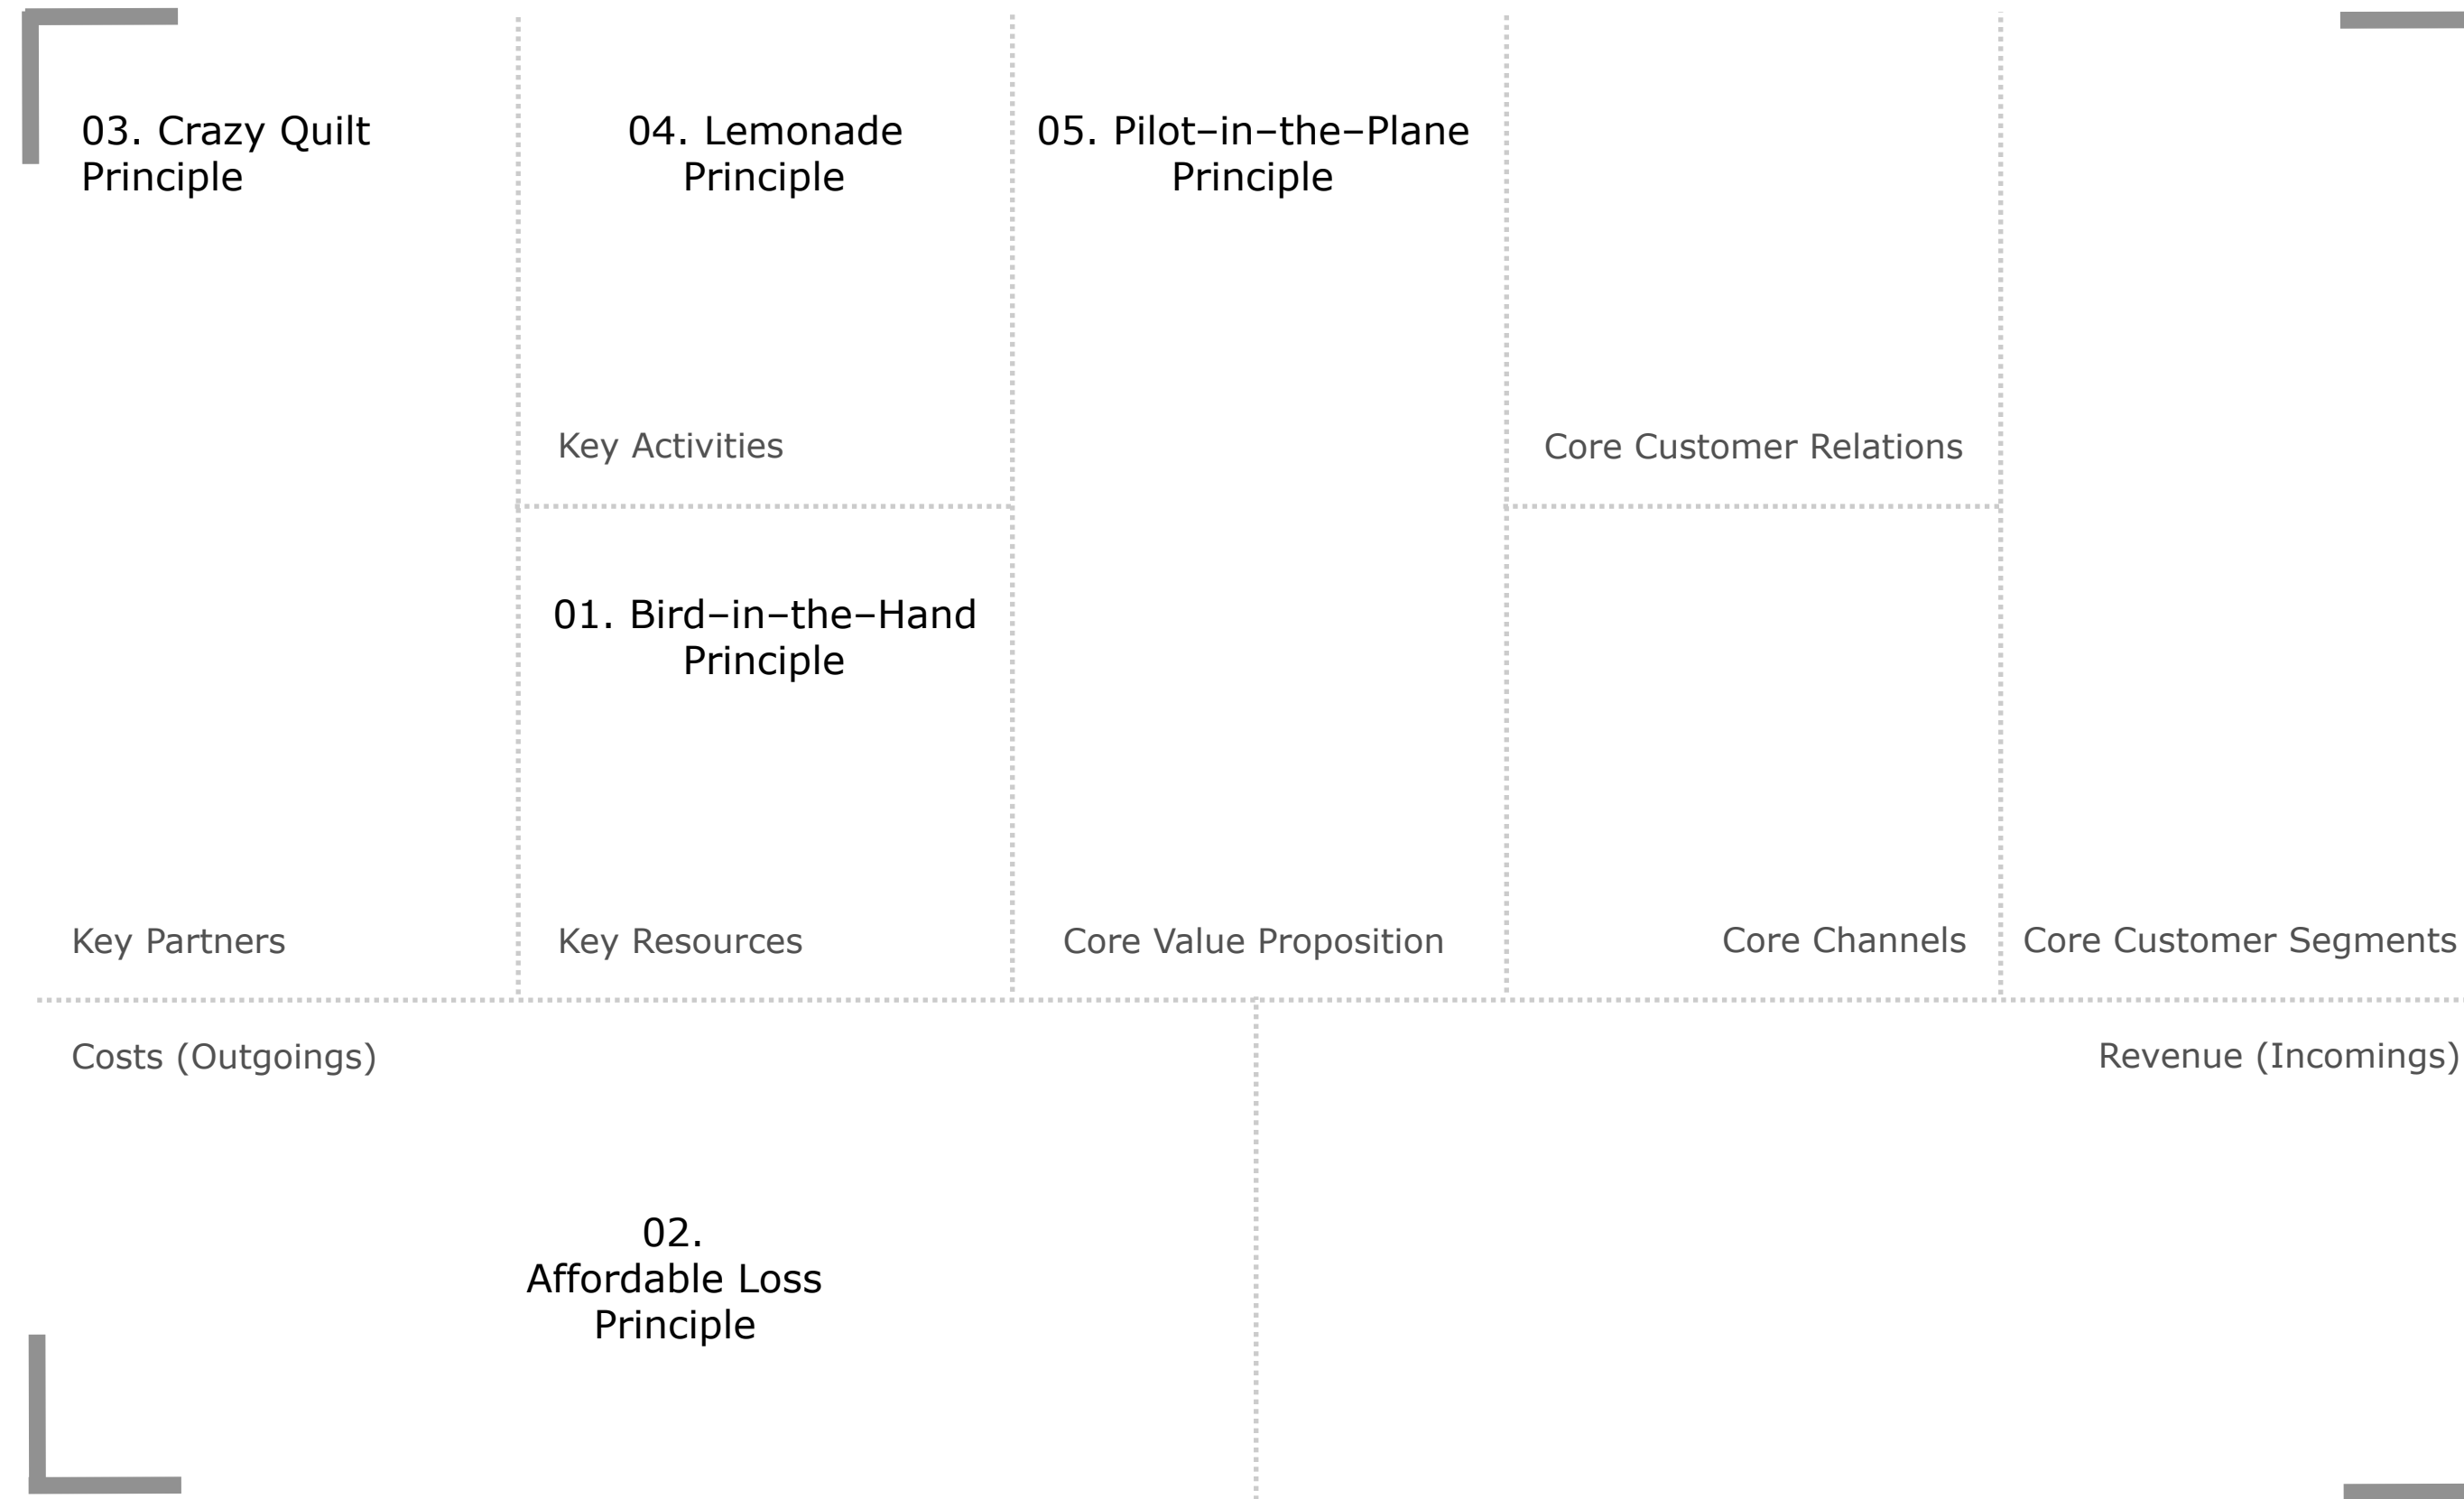 03. Crazy Quilt
Principle
04. Lemonade
Principle
05. Pilot–in–the–Plane
Principle
Key Activities
Core Customer Relations
01. Bird–in–the–Hand
Principle
Key Partners
Key Resources
Core Value Proposition
Core Channels
Core Customer Segments
Costs (Outgoings)
Revenue (Incomings)
02.
Affordable Loss
Principle